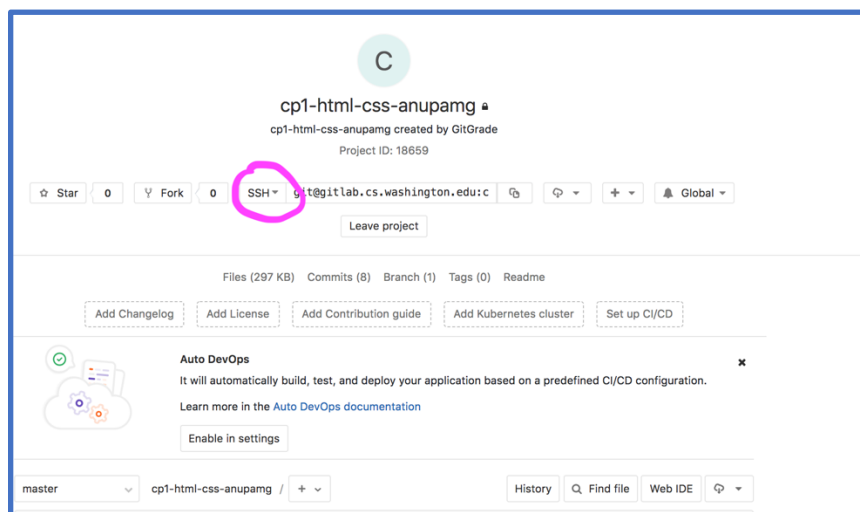 C
cp1-html-css-anupamg
cp1-html-css-anupamg created by GitGrade
Project ID: 18659
Star 0 Fork 0 SSH git@gitlab.cs.washington.edu:c + Global
Leave project
Files (297 KB) Commits (8) Branch (1) Tags (0) Readme
Add Changelog Add License Add Contribution guide Add Kubernetes cluster Set up CI/CD
Auto DevOps
It will automatically build, test, and deploy your application based on a predefined CI/CD configuration.
Learn more in the Auto DevOps documentation
Enable in settings
master cp1-html-css-anupamg / + History Find file Web IDE